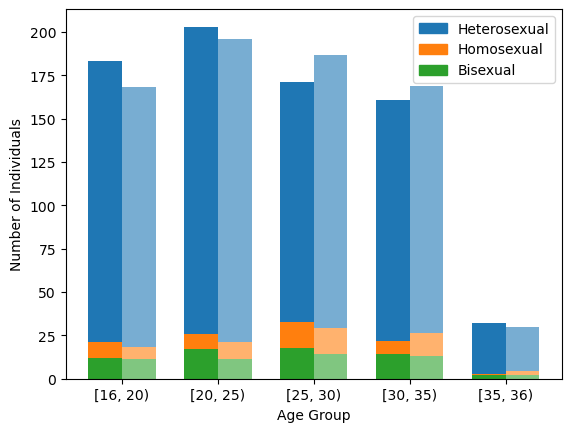 Heterosexual
Homosexual
Bisexual
Number of Individuals
200
175
150
125
100
75
50
25
0
[16, 20) [20, 25) [25, 30) [30, 35) [35, 36)
Age Group